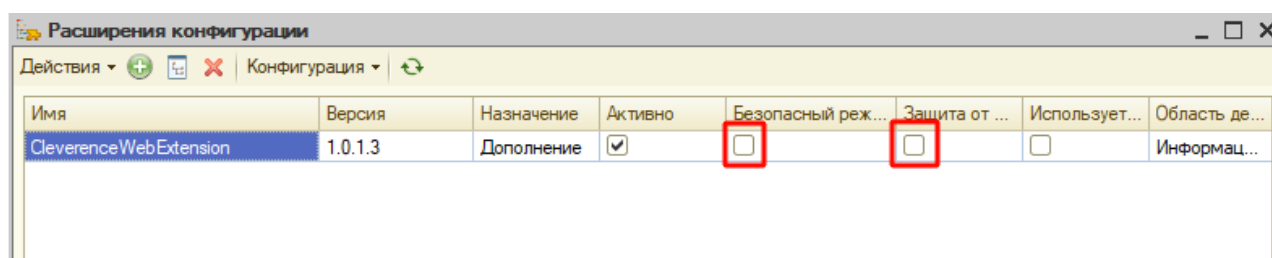 Расширения конфигурации
Действия Конфигурация
Имя Версия Назначение Активно Безопасный реж... Защита от ... Использует... Область де...
CleverenceWebExtension 1.0.1.3 Дополнение Информац...